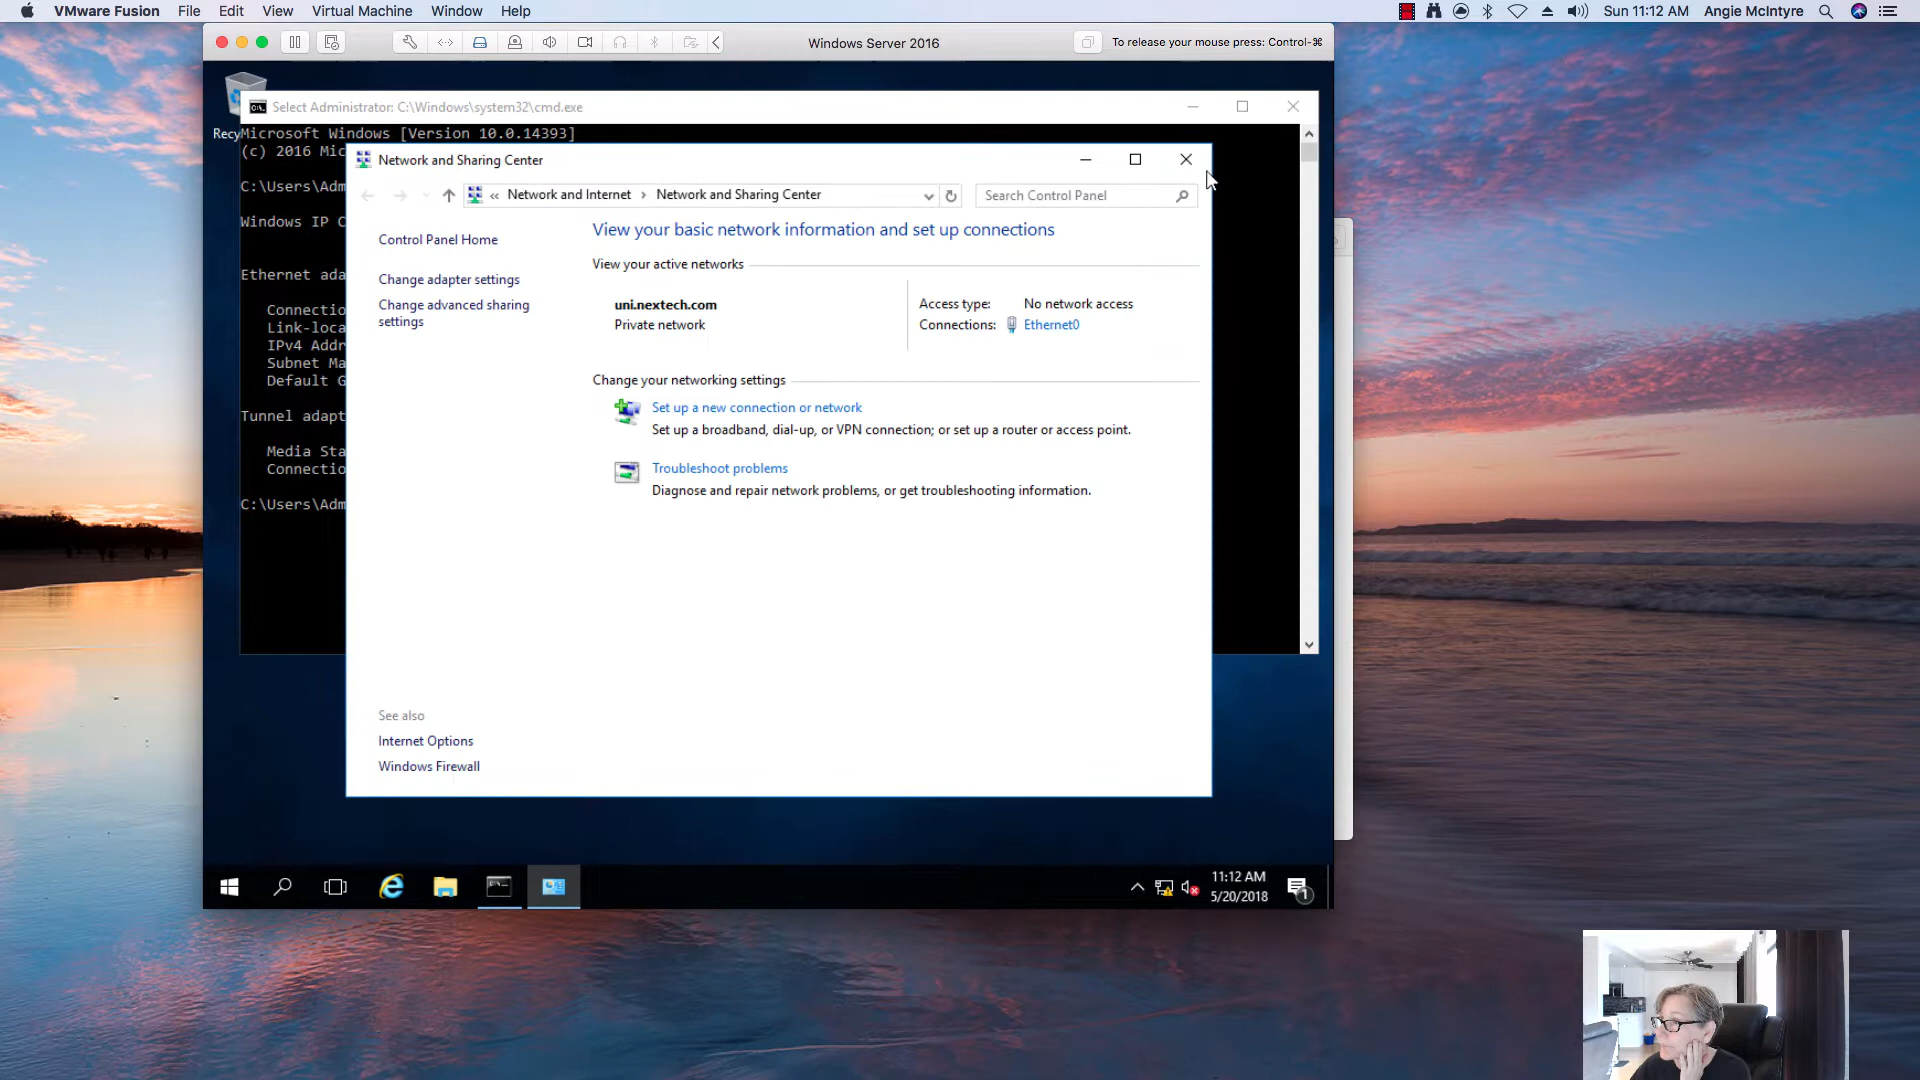 VMware Fusion File Edit View Virtual Machine Window Help Sun 11:12 AM Angie McIntyre
Windows Server 2016 To release your mouse press: Control-⌘
Select Administrator: C:\Windows\system32\cmd.exe
Recy
Microsoft Windows [Version 10.0.14393]
(c) 2016 Mic
Network and Sharing Center
C:\Users\Adm
« Network and Internet › Network and Sharing Center Search Control Panel
Windows IP C
View your basic network information and set up connections
Control Panel Home
View your active networks
Ethernet ada
Change adapter settings
Change advanced sharing
settings
uni.nextech.com Access type: No network access
Private network Connections: Ethernet0
Connectio
Link-loca
IPv4 Addr
Subnet Ma
Default G
Change your networking settings
Set up a new connection or network
Set up a broadband, dial-up, or VPN connection; or set up a router or access point.
Tunnel adapt
Media Sta
Connectio
Troubleshoot problems
Diagnose and repair network problems, or get troubleshooting information.
C:\Users\Adm
See also
Internet Options
Windows Firewall
11:12 AM
5/20/2018
1